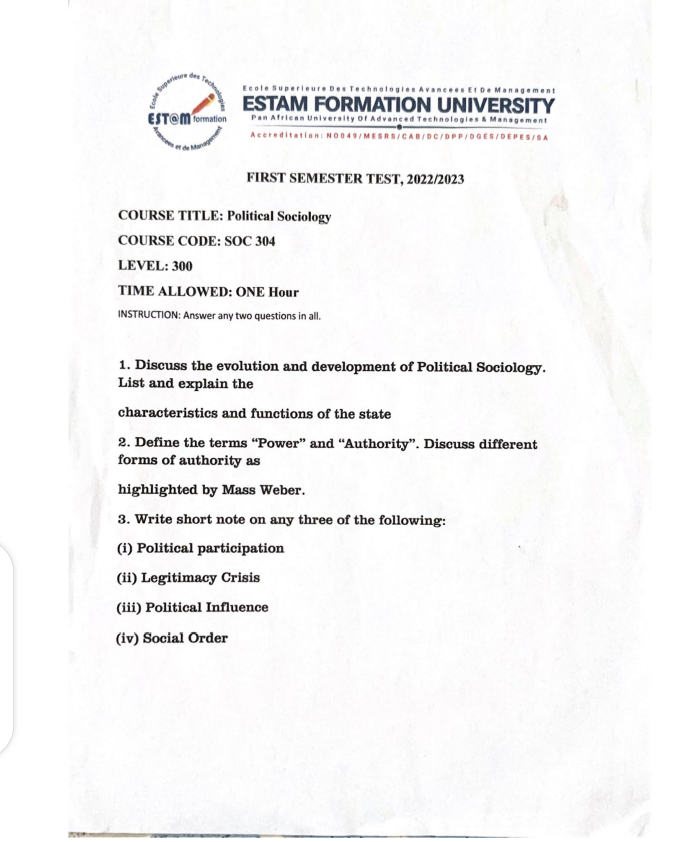 Ecole Superieure des Technologies
EST@M formation
Avancees et de Management
Ecole Superieure Des Technologies Avancees Et De Management
ESTAM FORMATION UNIVERSITY
Pan African University Of Advanced Technologies & Management
Accreditation: N0049/MESRS/CAB/DC/DPP/DGES/DEPES/SA
FIRST SEMESTER TEST, 2022/2023
COURSE TITLE: Political Sociology
COURSE CODE: SOC 304
LEVEL: 300
TIME ALLOWED: ONE Hour
INSTRUCTION: Answer any two questions in all.
1. Discuss the evolution and development of Political Sociology.
List and explain the
characteristics and functions of the state
2. Define the terms “Power” and “Authority”. Discuss different
forms of authority as
highlighted by Mass Weber.
3. Write short note on any three of the following:
(i) Political participation
(ii) Legitimacy Crisis
(iii) Political Influence
(iv) Social Order